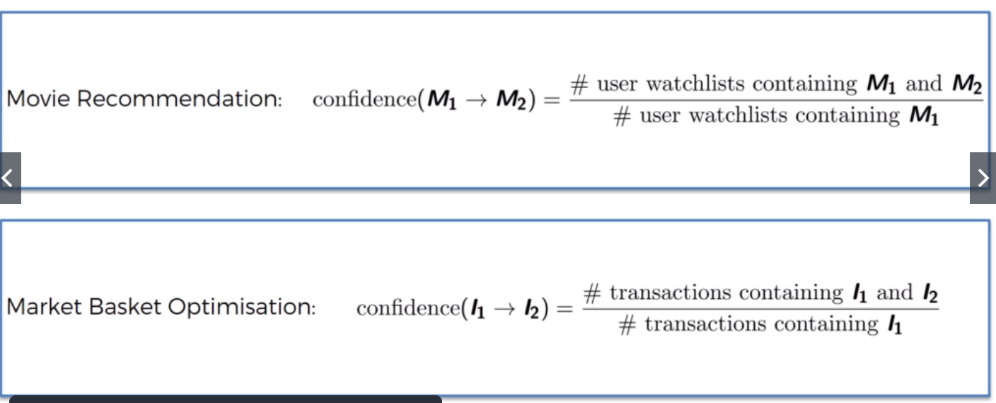 Movie Recommendation: confidence(M₁ → M₂) = # user watchlists containing M₁ and M₂
# user watchlists containing M₁
Market Basket Optimisation: confidence(I₁ → I₂) = # transactions containing I₁ and I₂
# transactions containing I₁